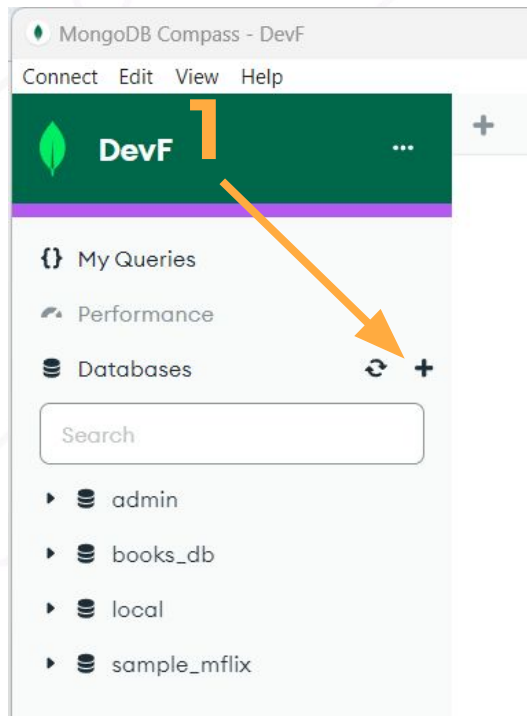 MongoDB Compass - DevF
Connect Edit View Help
DevF
1
{} My Queries
Performance
Databases
Search
admin
books_db
local
sample_mflix